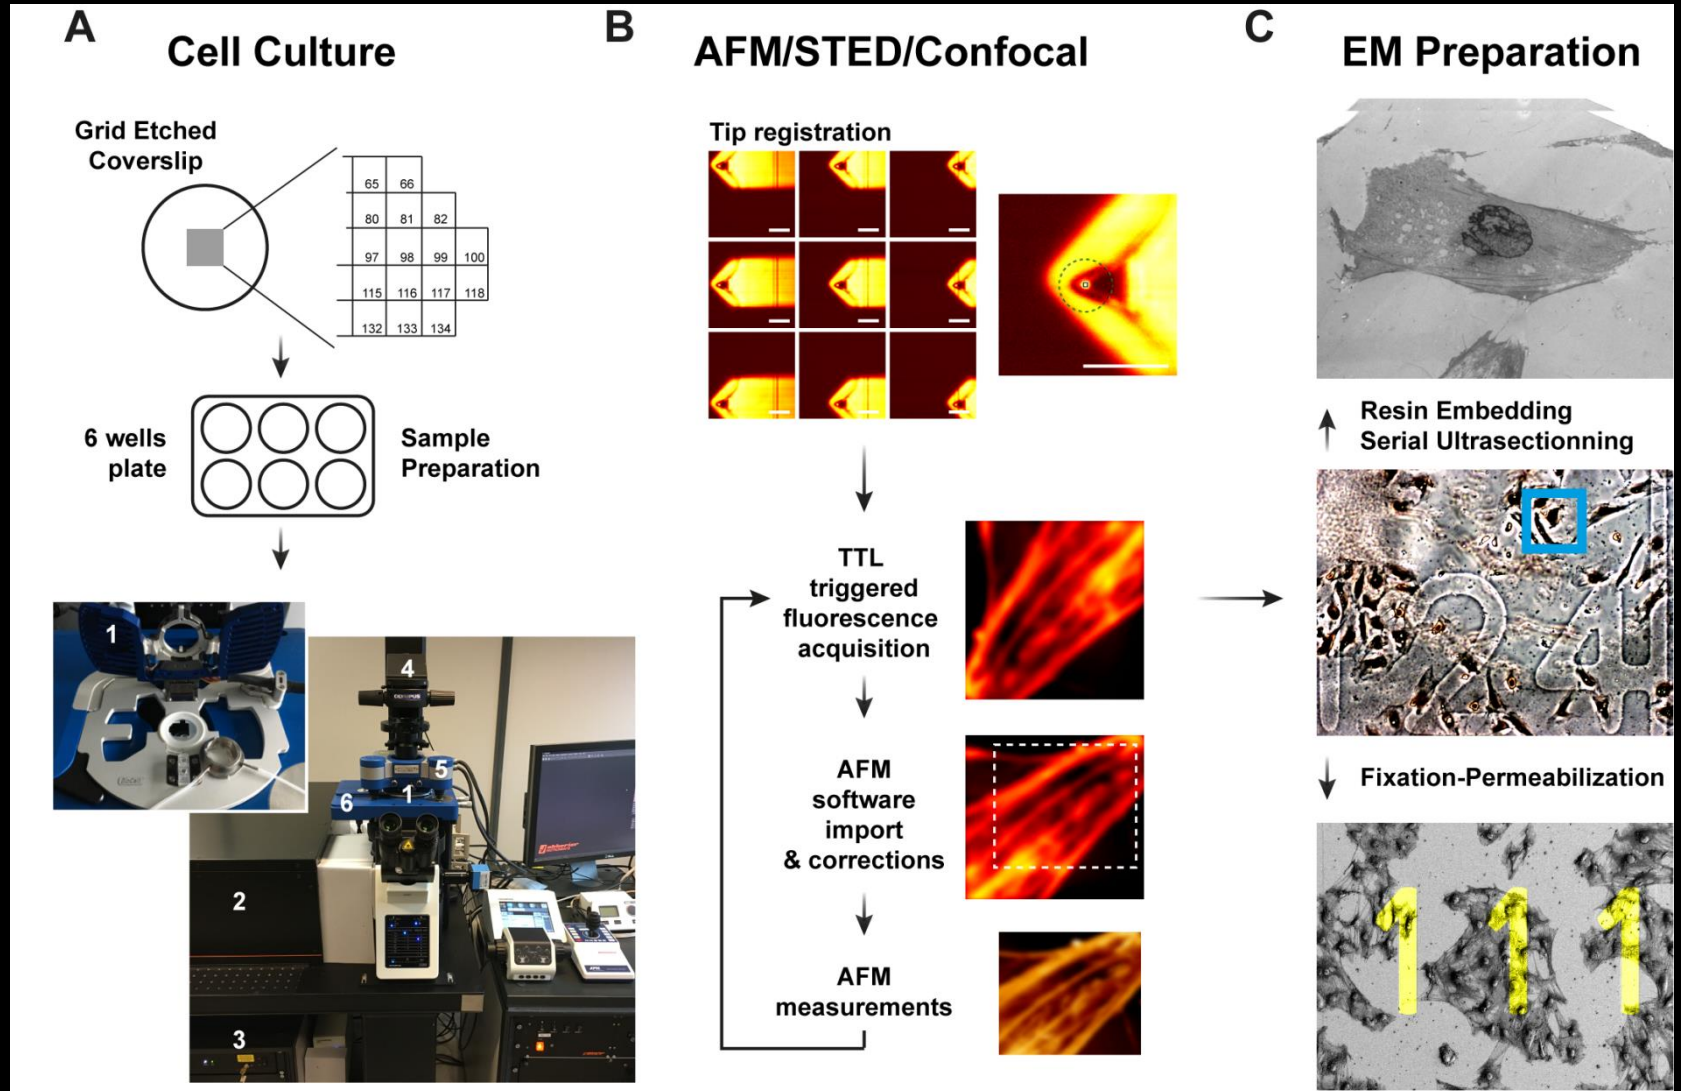 A
Cell Culture
Grid Etched
Coverslip
65 66
80 81 82
97 98 99 100
115 116 117 118
132 133 134
6 wells
plate
Sample
Preparation
1
4
OLYMPUS
5
1
6
2
3
B
AFM/STED/Confocal
Tip registration
TTL
triggered
fluorescence
acquisition
AFM
software
import
& corrections
AFM
measurements
C
EM Preparation
Resin Embedding
Serial Ultrasectionning
124
Fixation-Permeabilization
1 1 1